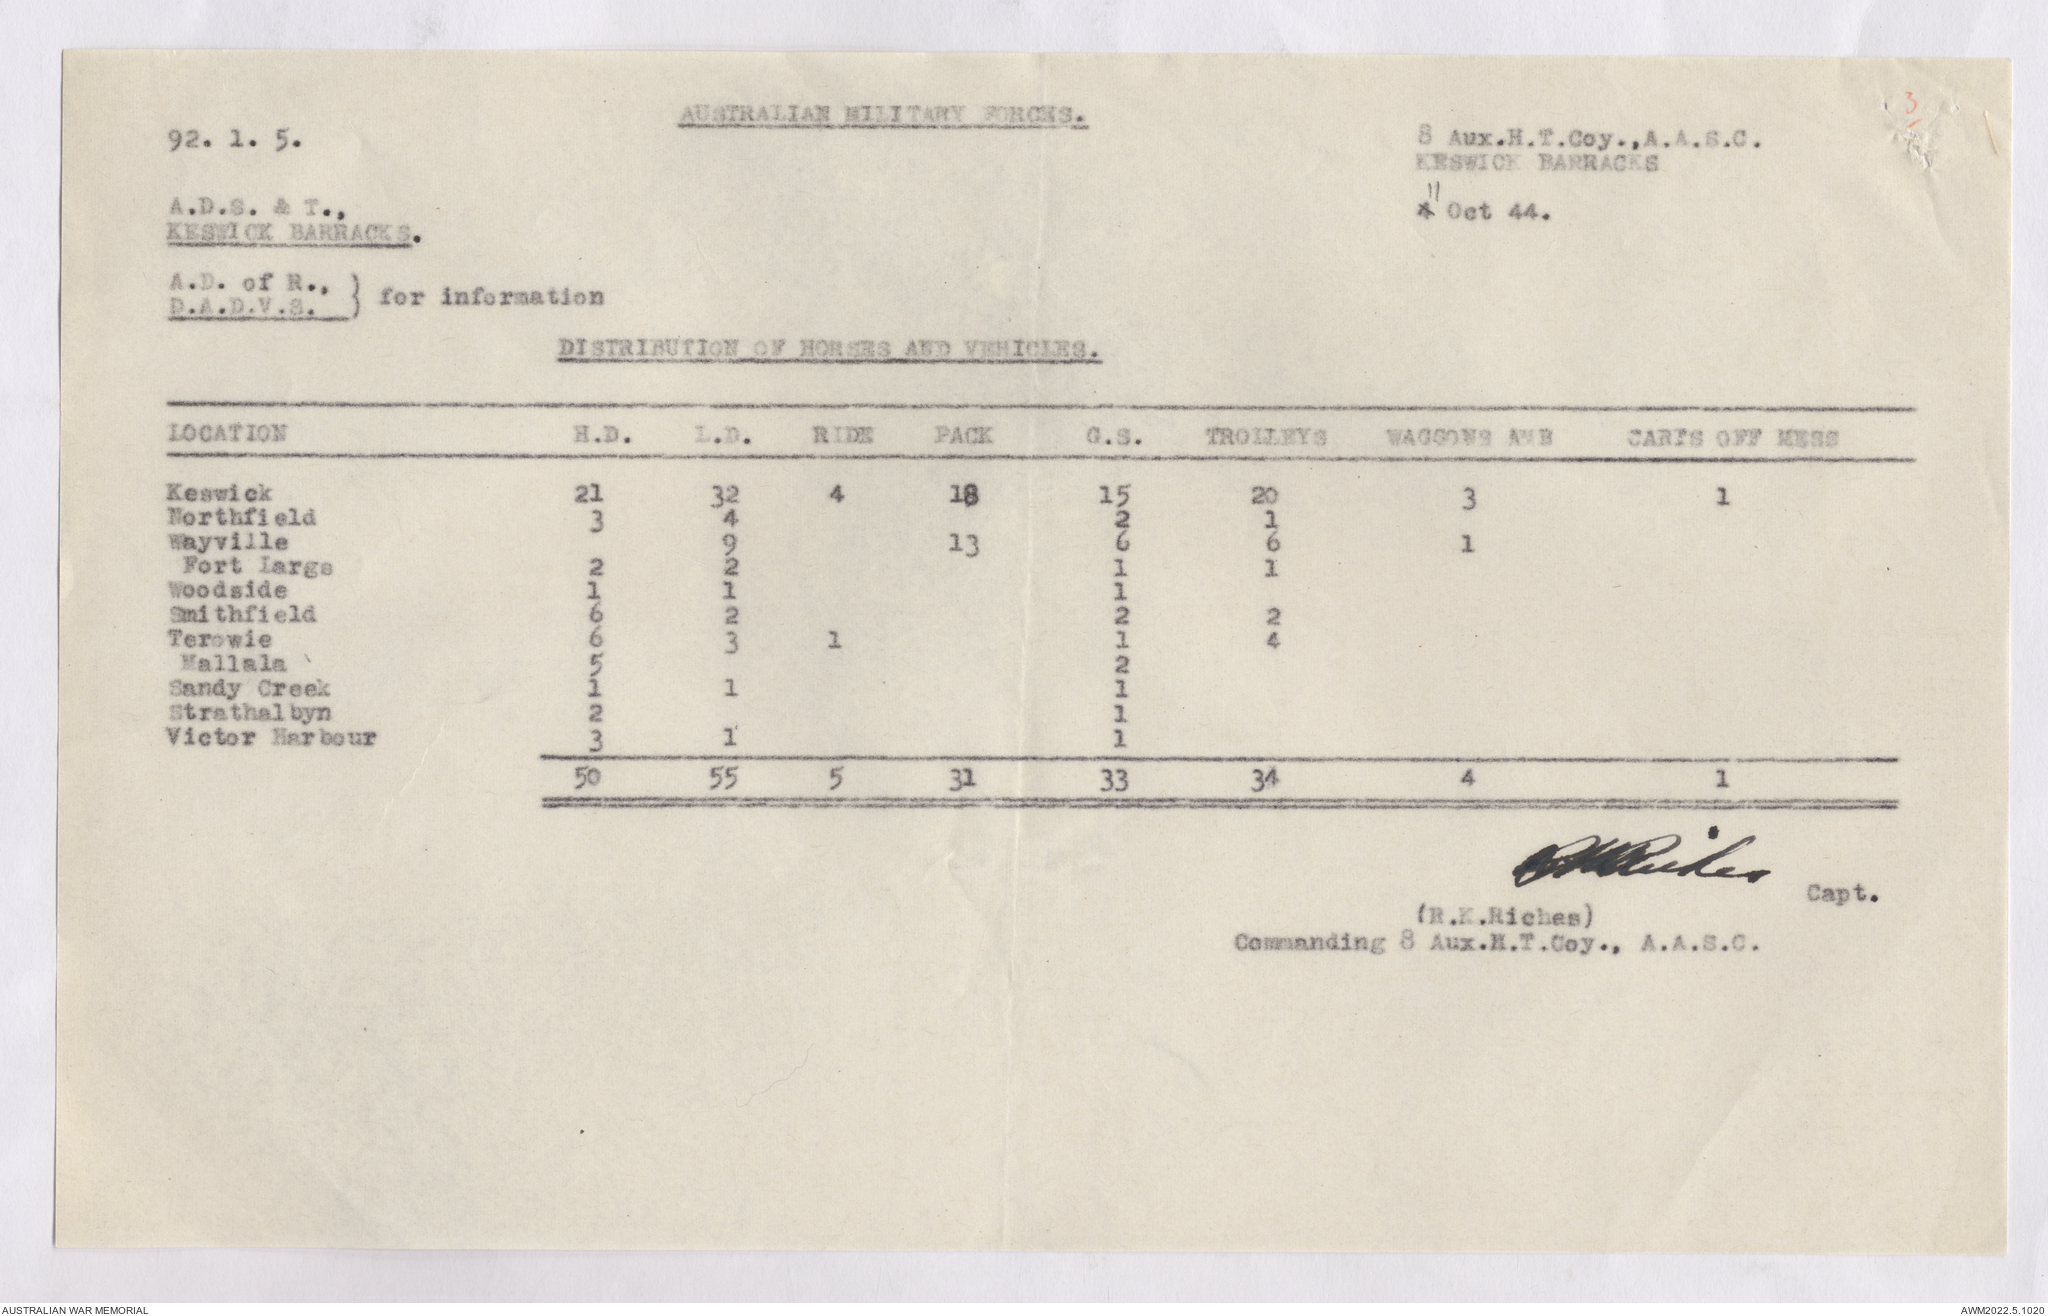 AUSTRALIAN MILITARY FORCES.
3
92. 1. 5.
8 Aux.H.T.Coy.,A.A.S.C.
KESWICK BARRACKS
11
4 Oct 44.
A.D.S. & T.,
KESWICK BARRACKS.
A.D. of R., } for information
D.A.D.V.S.
DISTRIBUTION OF HORSES AND VEHICLES.
LOCATION H.D. L.D. RIDE PACK G.S. TROLLEYS WAGGONS AMB CARTS OFF MESS
Keswick 21 32 4 18 15 20 3 1
Northfield 3 4 2 1
Wayville 9 13 6 6 1
Fort Largs 2 2 1 1
Woodside 1 1 1
Smithfield 6 2 2 2
Terowie 6 3 1 1 4
Mallala 5 2
Sandy Creek 1 1 1
Strathalbyn 2 1
Victor Harbour 3 1 1
50 55 5 31 33 34 4 1
RKRiches Capt.
(R.K.Riches)
Commanding 8 Aux.H.T.Coy., A.A.S.C.
AUSTRALIAN WAR MEMORIAL
AWM2022.5.1020